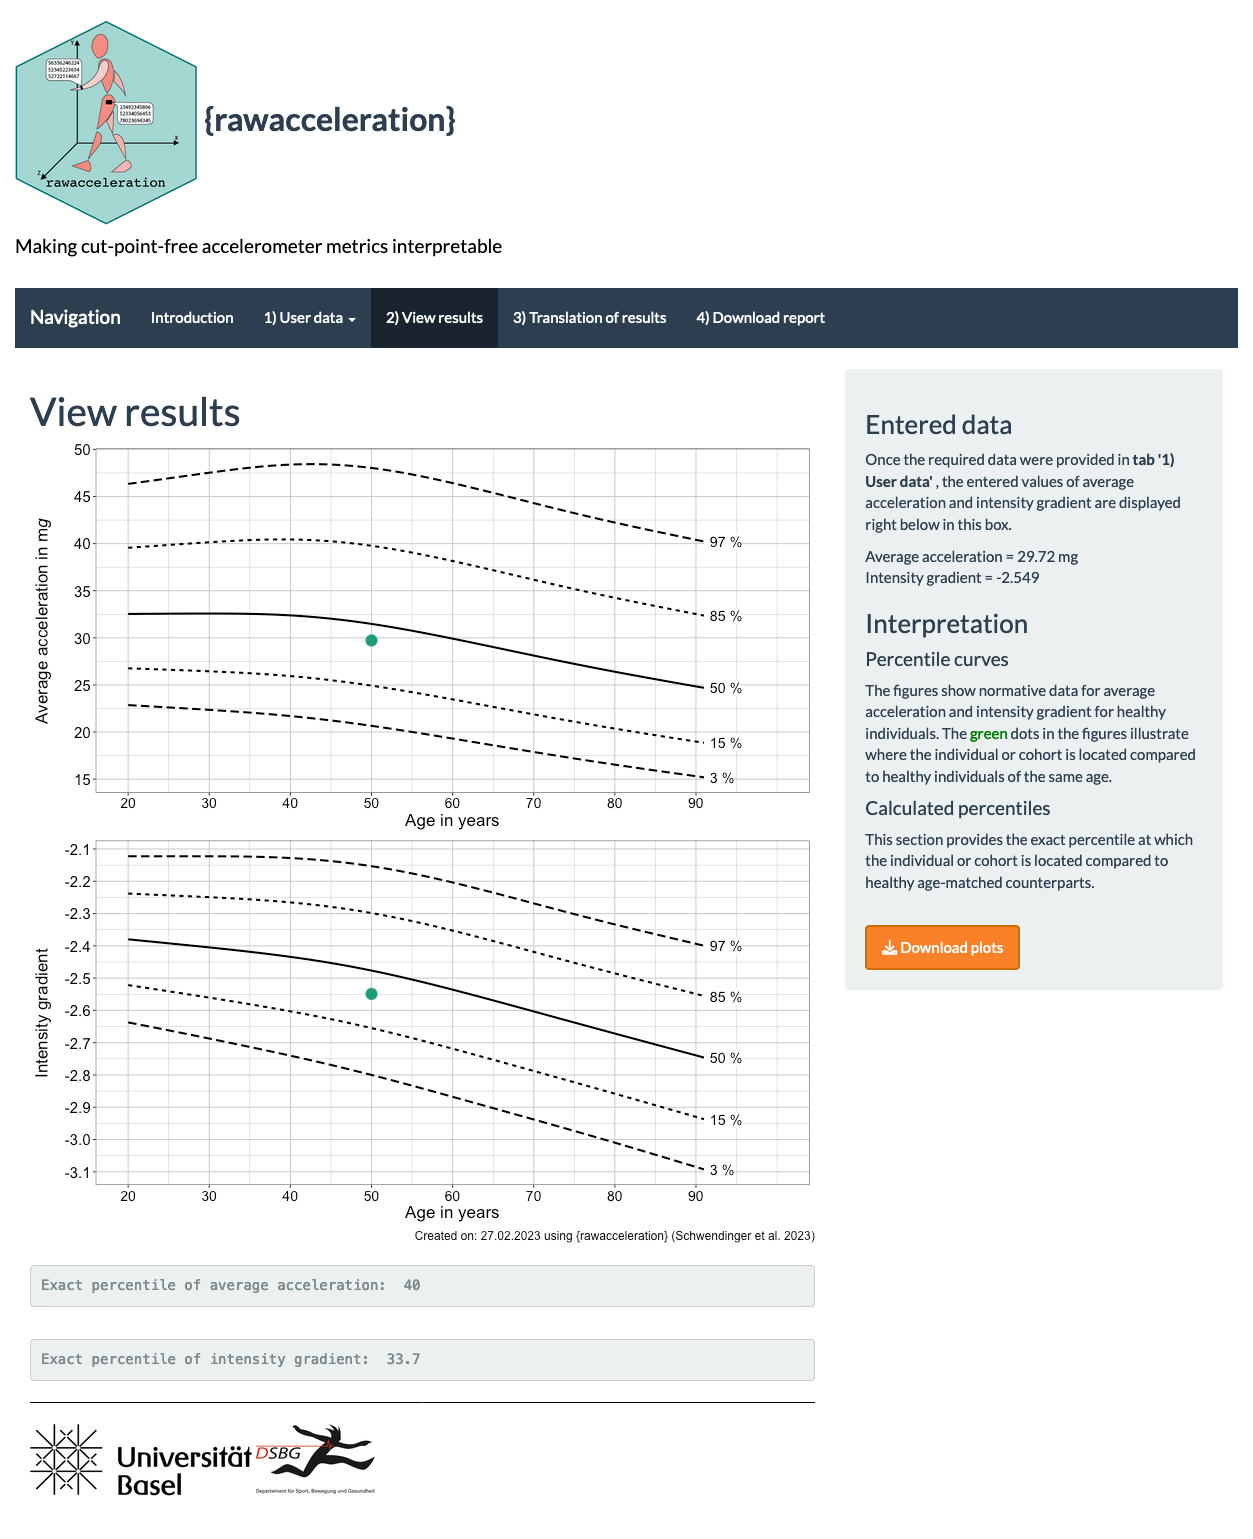 Y
56336246224
52345223634
52722114667
23492345806
52334056453
78023694345
X
Z
rawacceleration
{rawacceleration}
Making cut-point-free accelerometer metrics interpretable
Navigation Introduction 1) User data 2) View results 3) Translation of results 4) Download report
View results
50
45
40
35
30
25
20
15
Average acceleration in mg
97 %
85 %
50 %
15 %
3 %
20 30 40 50 60 70 80 90
Age in years
-2.1
-2.2
-2.3
-2.4
-2.5
-2.6
-2.7
-2.8
-2.9
-3.0
-3.1
Intensity gradient
97 %
85 %
50 %
15 %
3 %
20 30 40 50 60 70 80 90
Age in years
Created on: 27.02.2023 using {rawacceleration} (Schwendinger et al. 2023)
Exact percentile of average acceleration: 40
Exact percentile of intensity gradient: 33.7
Entered data
Once the required data were provided in tab '1)
User data' , the entered values of average
acceleration and intensity gradient are displayed
right below in this box.
Average acceleration = 29.72 mg
Intensity gradient = -2.549
Interpretation
Percentile curves
The figures show normative data for average
acceleration and intensity gradient for healthy
individuals. The green dots in the figures illustrate
where the individual or cohort is located compared
to healthy individuals of the same age.
Calculated percentiles
This section provides the exact percentile at which
the individual or cohort is located compared to
healthy age-matched counterparts.
Download plots
Universität
Basel
DSBG
Departement für Sport, Bewegung und Gesundheit